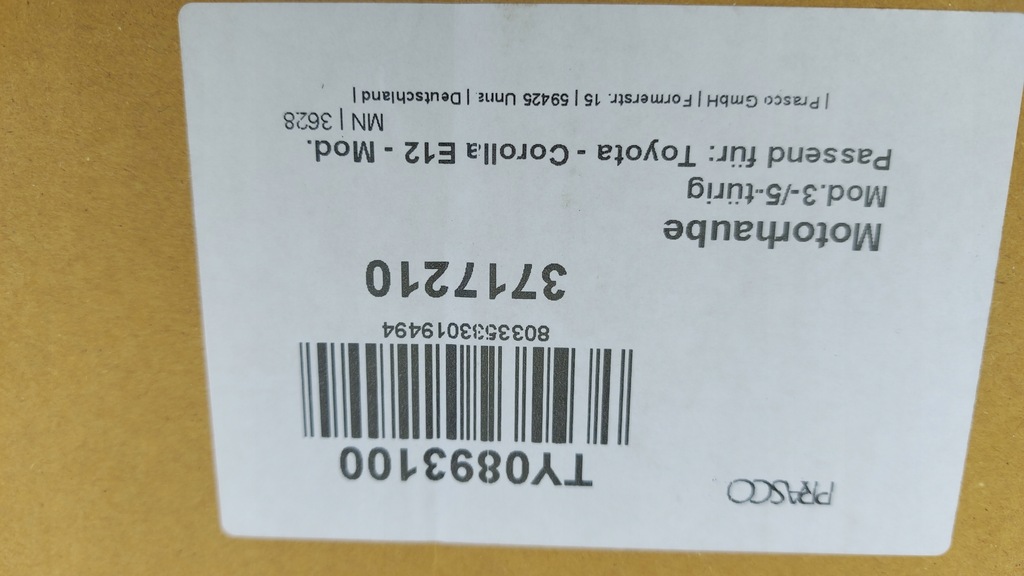 PRASCO
TY0893100
8033533019494
3717210
Motorhaube
Mod.3-/5-türig
Passend für: Toyota - Corolla E12 - Mod.
MN | 3628
| Prasco GmbH | Formerstr. 15 | 59425 Unna | Deutschland |